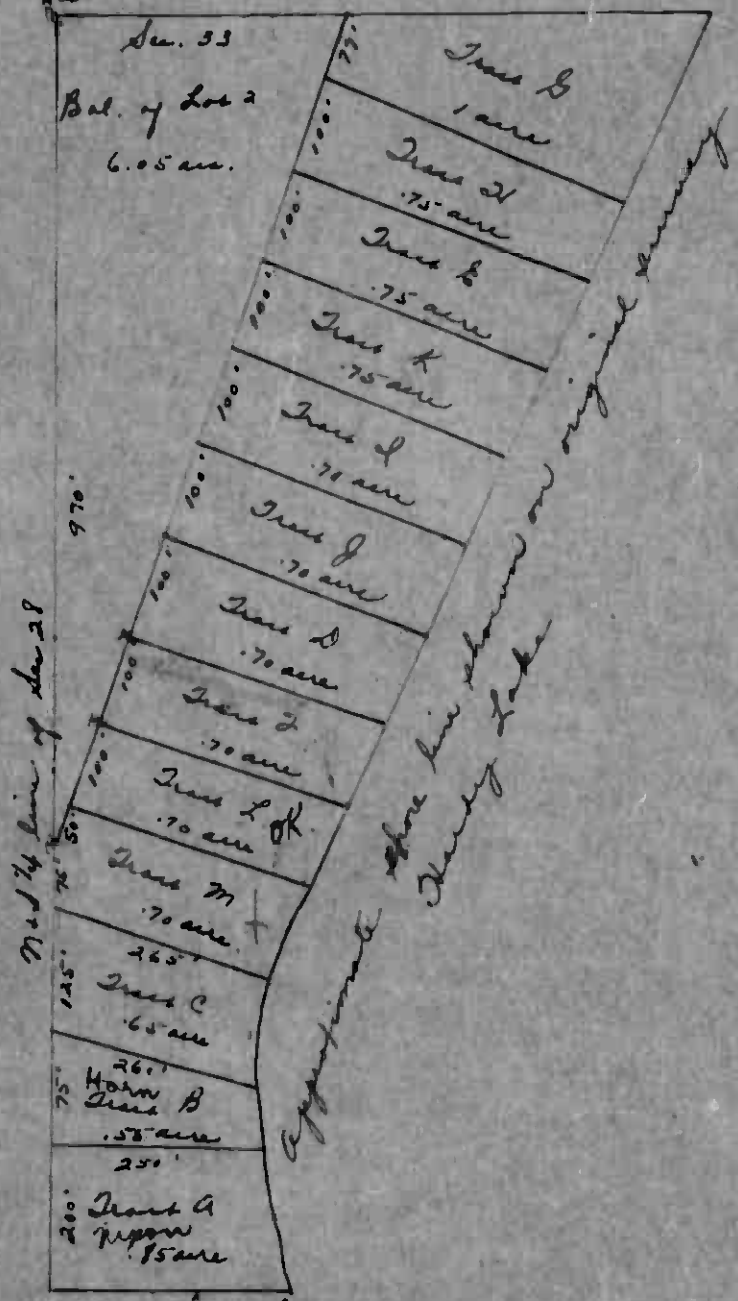 Sec. 33
Bal. of Lot 2
6.05 acs.
77'
Tract G
1 acre
100'
Tract H
.75 acre
100'
Tract E
.75 acre
100'
Tract K
.75 acre
100'
Tract I
.70 acre
100'
Tract J
.70 acre
100'
Tract D
.70 acre
100'
Tract F
.70 acre
100'
Tract L OK
.70 acre
50'
75'
Tract M
.70 acre
265'
125'
Tract C
.65 acre
261'
75'
Horn
Tract B
.55 acre
250'
200'
Tract A
.85 acre
970'
N & S 1/4 line of Sec 28
Approximate shore line shown on original survey
Hardy Lake